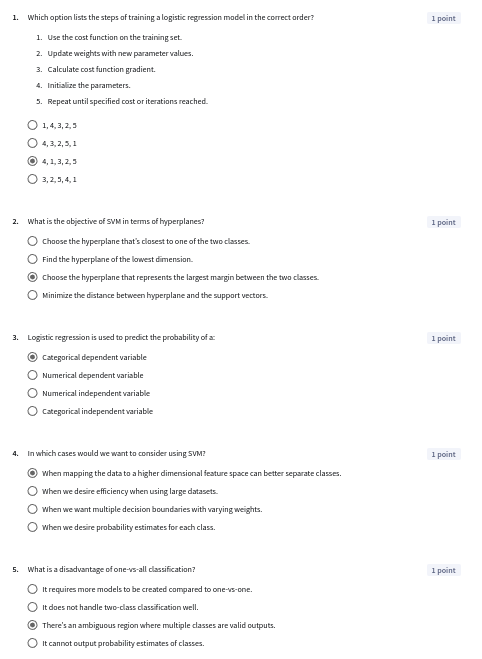 1. Which option lists the steps of training a logistic regression model in the correct order? 1 point
1. Use the cost function on the training set.
2. Update weights with new parameter values.
3. Calculate cost function gradient.
4. Initialize the parameters.
5. Repeat until specified cost or iterations reached.
1, 4, 3, 2, 5
4, 3, 2, 5, 1
4, 1, 3, 2, 5
3, 2, 5, 4, 1
2. What is the objective of SVM in terms of hyperplanes? 1 point
Choose the hyperplane that's closest to one of the two classes.
Find the hyperplane of the lowest dimension.
Choose the hyperplane that represents the largest margin between the two classes.
Minimize the distance between hyperplane and the support vectors.
3. Logistic regression is used to predict the probability of a: 1 point
Categorical dependent variable
Numerical dependent variable
Numerical independent variable
Categorical independent variable
4. In which cases would we want to consider using SVM? 1 point
When mapping the data to a higher dimensional feature space can better separate classes.
When we desire efficiency when using large datasets.
When we want multiple decision boundaries with varying weights.
When we desire probability estimates for each class.
5. What is a disadvantage of one-vs-all classification? 1 point
It requires more models to be created compared to one-vs-one.
It does not handle two-class classification well.
There's an ambiguous region where multiple classes are valid outputs.
It cannot output probability estimates of classes.